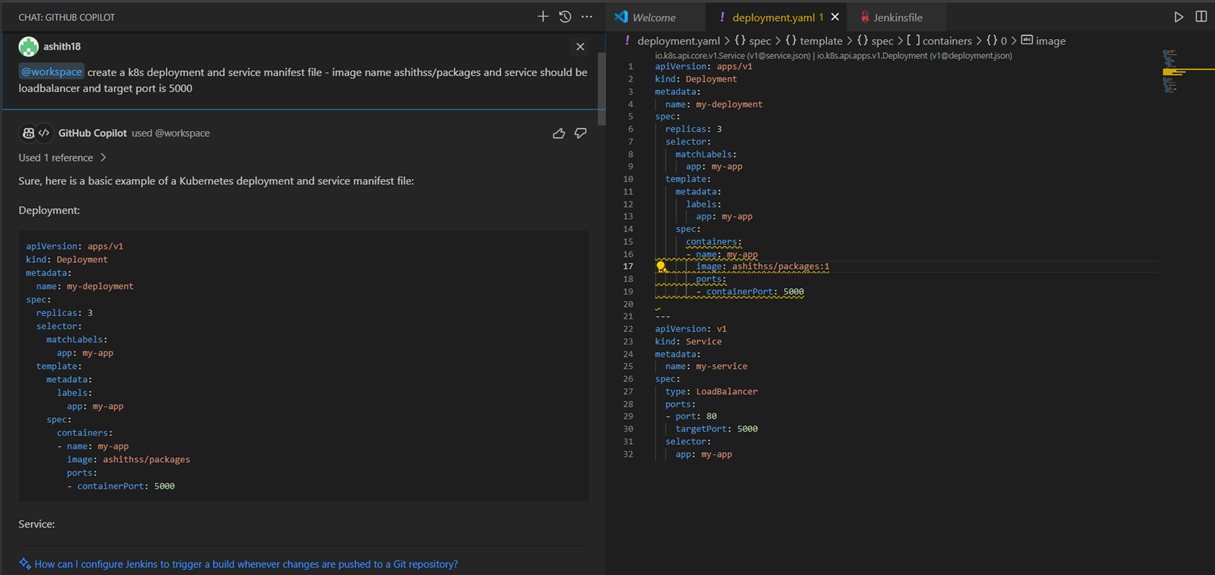 CHAT: GITHUB COPILOT
ashith18
@workspace create a k8s deployment and service manifest file - image name ashithss/packages and service should be
loadbalancer and target port is 5000
GitHub Copilot used @workspace
Used 1 reference
Sure, here is a basic example of a Kubernetes deployment and service manifest file:
Deployment:
apiVersion: apps/v1
kind: Deployment
metadata:
  name: my-deployment
spec:
  replicas: 3
  selector:
    matchLabels:
      app: my-app
  template:
    metadata:
      labels:
        app: my-app
    spec:
      containers:
      - name: my-app
        image: ashithss/packages
        ports:
        - containerPort: 5000
Service:
How can I configure Jenkins to trigger a build whenever changes are pushed to a Git repository?
Welcome
! deployment.yaml 1
Jenkinsfile
! deployment.yaml > {} spec > {} template > {} spec > [ ] containers > {} 0 > abc image
io.k8s.api.core.v1.Service (v1@service.json) | io.k8s.api.apps.v1.Deployment (v1@deployment.json)
1 apiVersion: apps/v1
2 kind: Deployment
3 metadata:
4   name: my-deployment
5 spec:
6   replicas: 3
7   selector:
8     matchLabels:
9       app: my-app
10   template:
11     metadata:
12       labels:
13         app: my-app
14     spec:
15       containers:
16       - name: my-app
17         image: ashithss/packages:1
18         ports:
19         - containerPort: 5000
20
21 ---
22 apiVersion: v1
23 kind: Service
24 metadata:
25   name: my-service
26 spec:
27   type: LoadBalancer
28   ports:
29   - port: 80
30     targetPort: 5000
31   selector:
32     app: my-app